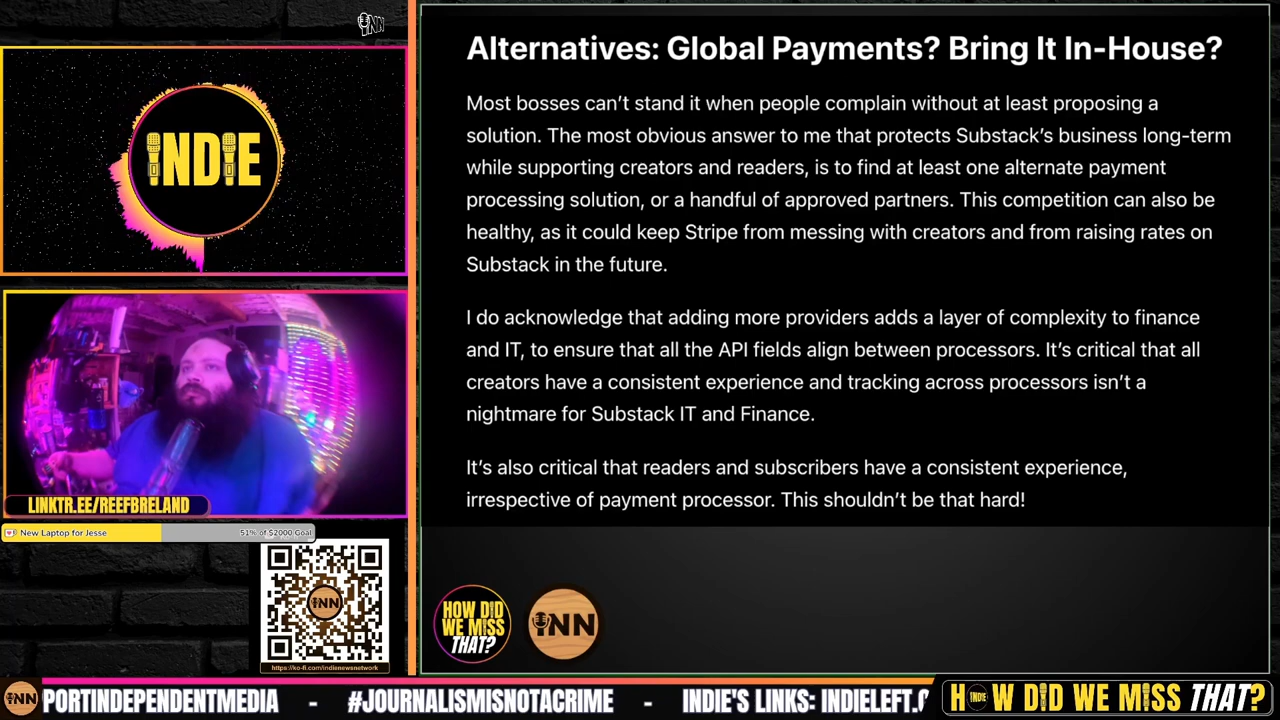 INN
INDIE
LINKTR.EE/REEFBRELAND
New Laptop for Jesse
51% of $2000 Goal
INN
https://ko-fi.com/indienewsnetwork
Alternatives: Global Payments? Bring It In-House?
Most bosses can’t stand it when people complain without at least proposing a
solution. The most obvious answer to me that protects Substack’s business long-term
while supporting creators and readers, is to find at least one alternate payment
processing solution, or a handful of approved partners. This competition can also be
healthy, as it could keep Stripe from messing with creators and from raising rates on
Substack in the future.
I do acknowledge that adding more providers adds a layer of complexity to finance
and IT, to ensure that all the API fields align between processors. It’s critical that all
creators have a consistent experience and tracking across processors isn’t a
nightmare for Substack IT and Finance.
It’s also critical that readers and subscribers have a consistent experience,
irrespective of payment processor. This shouldn’t be that hard!
HOW DID
WE MISS
THAT?
INN
INN
PORTINDEPENDENTMEDIA - #JOURNALISMISNOTACRIME - INDIE'S LINKS: INDIELEFT.C
HOW DID WE MISS THAT?